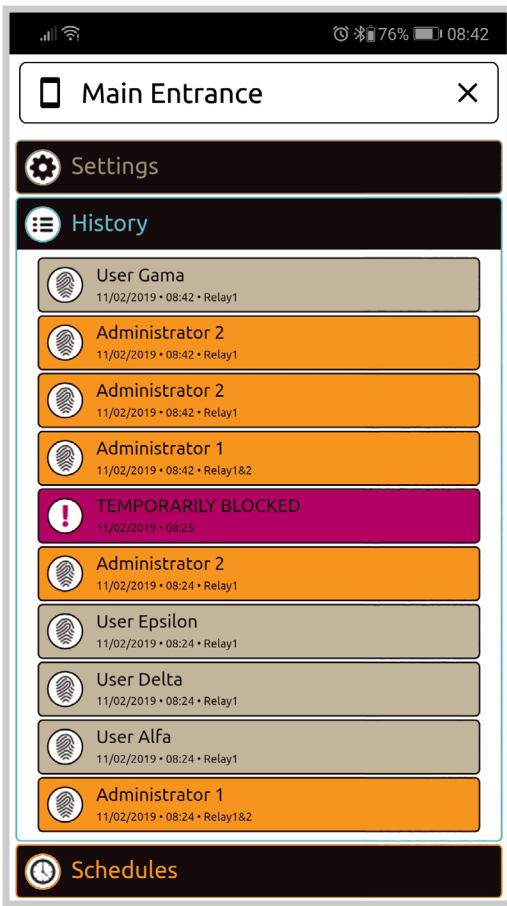 76% 08:42
Main Entrance
Settings
History
User Gama
11/02/2019 • 08:42 • Relay1
Administrator 2
11/02/2019 • 08:42 • Relay1
Administrator 2
11/02/2019 • 08:42 • Relay1
Administrator 1
11/02/2019 • 08:42 • Relay1&2
TEMPORARILY BLOCKED
11/02/2019 • 08:25
Administrator 2
11/02/2019 • 08:24 • Relay1
User Epsilon
11/02/2019 • 08:24 • Relay1
User Delta
11/02/2019 • 08:24 • Relay1
User Alfa
11/02/2019 • 08:24 • Relay1
Administrator 1
11/02/2019 • 08:24 • Relay1&2
Schedules